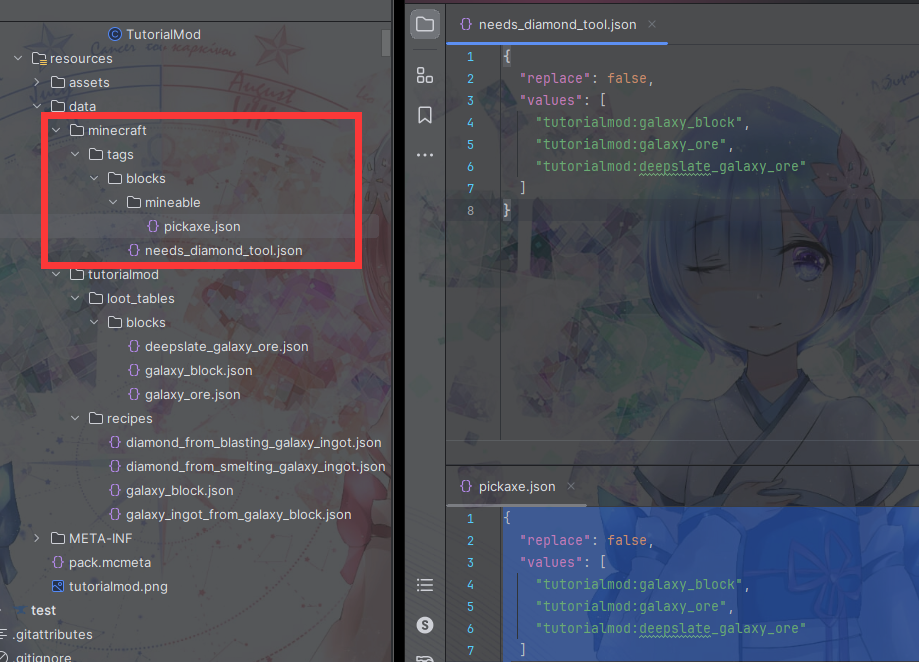 TutorialMod
resources
assets
data
minecraft
tags
blocks
mineable
pickaxe.json
needs_diamond_tool.json
tutorialmod
loot_tables
blocks
deepslate_galaxy_ore.json
galaxy_block.json
galaxy_ore.json
recipes
diamond_from_blasting_galaxy_ingot.json
diamond_from_smelting_galaxy_ingot.json
galaxy_block.json
galaxy_ingot_from_galaxy_block.json
META-INF
pack.mcmeta
tutorialmod.png
test
.gitattributes
.gitignore
needs_diamond_tool.json
1 {
2 "replace": false,
3 "values": [
4 "tutorialmod:galaxy_block",
5 "tutorialmod:galaxy_ore",
6 "tutorialmod:deepslate_galaxy_ore"
7 ]
8 }
pickaxe.json
1 {
2 "replace": false,
3 "values": [
4 "tutorialmod:galaxy_block",
5 "tutorialmod:galaxy_ore",
6 "tutorialmod:deepslate_galaxy_ore"
7 ]